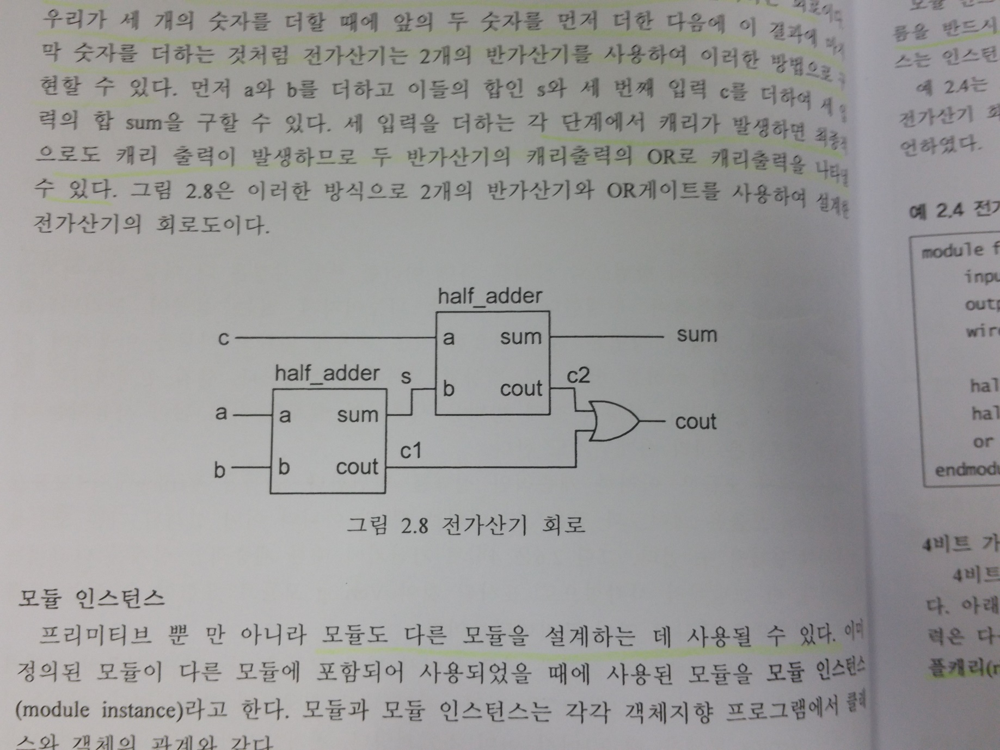 우리가 세 개의 숫자를 더할 때에 앞의 두 숫자를 먼저 더한 다음에 이 결과에
막 숫자를 더하는 것처럼 전가산기는 2개의 반가산기를 사용하여 이러한 방법으로
현할 수 있다. 먼저 a와 b를 더하고 이들의 합인 s와 세 번째 입력 c를 더하여 세
력의 합 sum을 구할 수 있다. 세 입력을 더하는 각 단계에서 캐리가 발생하면
으로도 캐리 출력이 발생하므로 두 반가산기의 캐리출력의 OR로 캐리출력을
수 있다. 그림 2.8은 이러한 방식으로 2개의 반가산기와 OR게이트를 사용하여 설계한
전가산기의 회로도이다.
half_adder
c
a
sum
sum
half_adder
s
b
cout
c2
a
a
sum
cout
c1
b
b
cout
그림 2.8 전가산기 회로
모듈 인스턴스
프리미티브 뿐 만 아니라 모듈도 다른 모듈을 설계하는 데 사용될 수 있다. 이미
정의된 모듈이 다른 모듈에 포함되어 사용되었을 때에 사용된 모듈을 모듈 인스턴스
(module instance)라고 한다. 모듈과 모듈 인스턴스는 각각 객체지향 프로그램에서 클래
스와 객체의 관계와 같다.
름을 반드시
스는 인스턴
예 2.4는
전가산기 회
언하였다.
예 2.4 전가
module f
inpu
outp
wire
hal
hal
or
endmodu
4비트 가
4비트
다. 아래
력은 다
플캐리(r